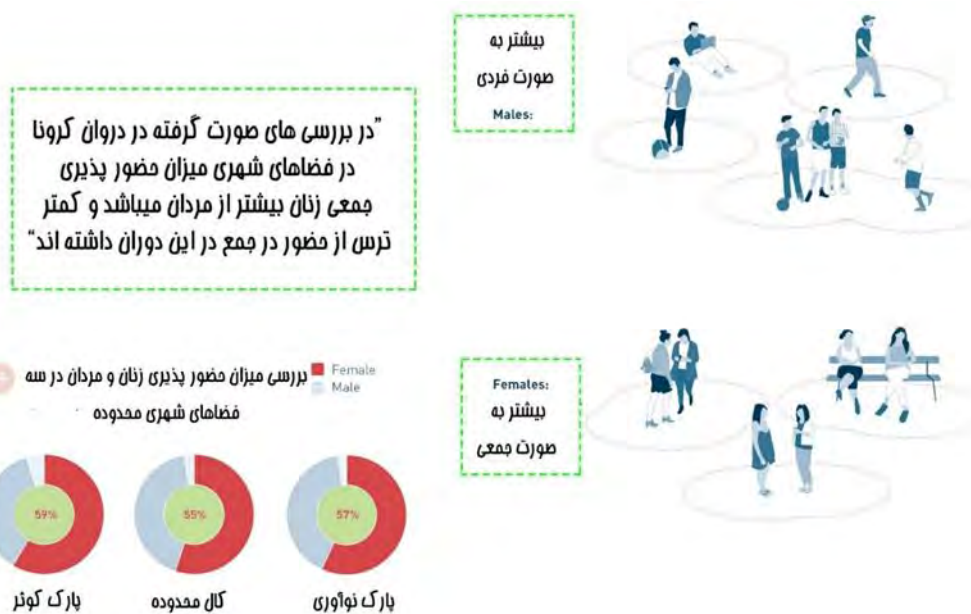 "در بررسی های صورت گرفته در دروان کرونا
در فضاهای شهری میزان حضور پذیری
جمعی زنان بیشتر از مردان میباشد و کمتر
ترس از حضور در جمع در این دوران داشته اند"
بیشتر به
صورت فردی
Males:
Females:
بیشتر به
صورت جمعی
بررسی میزان حضور پذیری زنان و مردان در سه
فضاهای شهری محدوده
Female
Male
57%
55%
59%
پارک نوآوری
کال محدوده
پارک کوثر